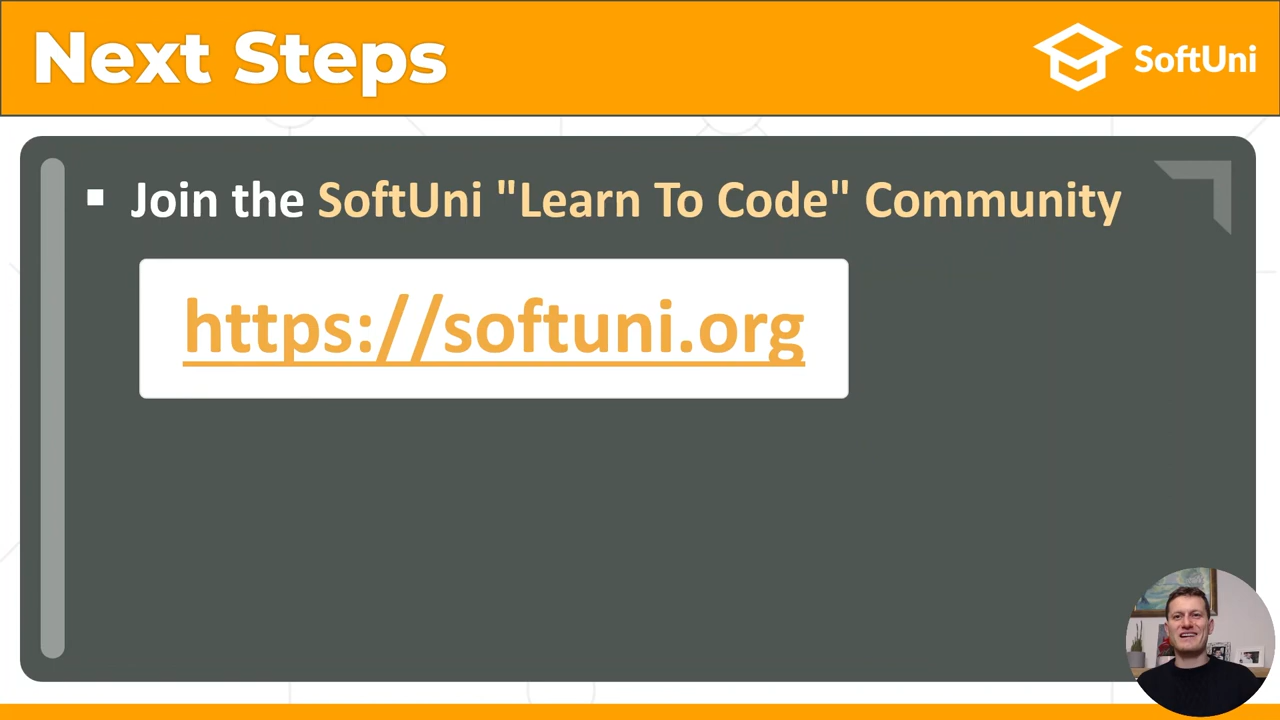 Next Steps
SoftUni
▪ Join the SoftUni "Learn To Code" Community
https://softuni.org